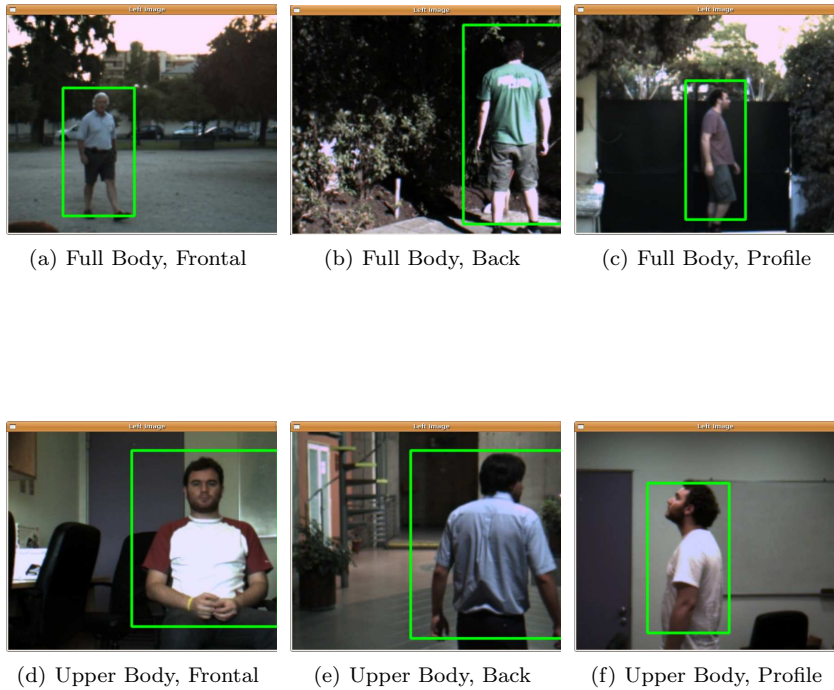 Left Image
Left Image
Left Image
(a) Full Body, Frontal
(b) Full Body, Back
(c) Full Body, Profile
Left Image
Left Image
Left Image
(d) Upper Body, Frontal
(e) Upper Body, Back
(f) Upper Body, Profile